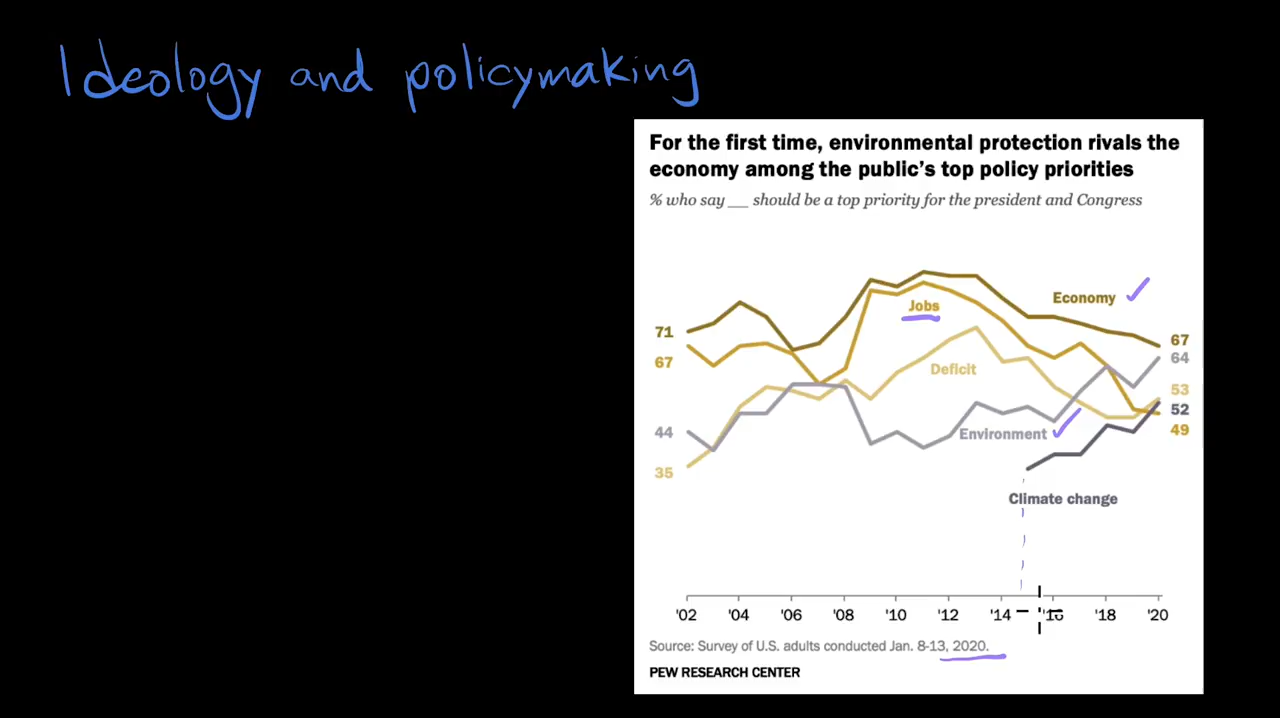 Ideology and policymaking
For the first time, environmental protection rivals the
economy among the public's top policy priorities
% who say __ should be a top priority for the president and Congress
Economy
Jobs
71
67
67
64
Deficit
53
52
44
Environment
49
35
Climate change
'02 '04 '06 '08 '10 '12 '14 '16 '18 '20
Source: Survey of U.S. adults conducted Jan. 8-13, 2020.
PEW RESEARCH CENTER